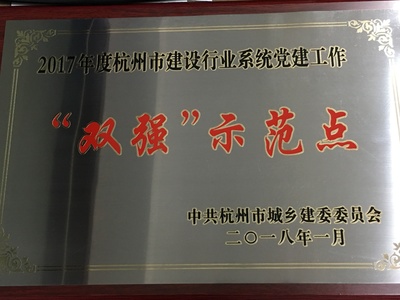 2017年度杭州市建设行业系统党建工作
“双强”示范点
中共杭州市城乡建委委员会
二〇一八年一月